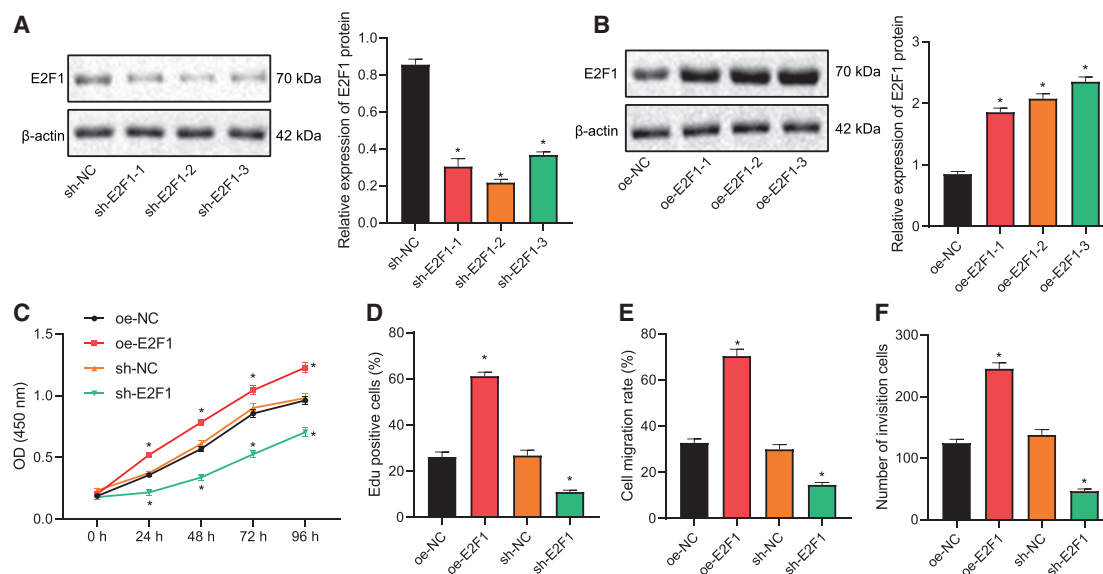 A
E2F1
70 kDa
β-actin
42 kDa
sh-NC
sh-E2F1-1
sh-E2F1-2
sh-E2F1-3
Relative expression of E2F1 protein
1.0
0.8
0.6
0.4
0.2
0.0
*
*
*
sh-NC
sh-E2F1-1
sh-E2F1-2
sh-E2F1-3
B
E2F1
70 kDa
β-actin
42 kDa
oe-NC
oe-E2F1-1
oe-E2F1-2
oe-E2F1-3
Relative expression of E2F1 protein
3
2
1
0
*
*
*
oe-NC
oe-E2F1-1
oe-E2F1-2
oe-E2F1-3
C
oe-NC
oe-E2F1
sh-NC
sh-E2F1
OD (450 nm)
1.5
1.0
0.5
0.0
*
*
*
*
*
*
*
*
0 h
24 h
48 h
72 h
96 h
D
Edu positive cells (%)
80
60
40
20
0
*
*
oe-NC
oe-E2F1
sh-NC
sh-E2F1
E
Cell migration rate (%)
80
60
40
20
0
*
*
oe-NC
oe-E2F1
sh-NC
sh-E2F1
F
Number of invisition cells
300
200
100
0
*
*
oe-NC
oe-E2F1
sh-NC
sh-E2F1